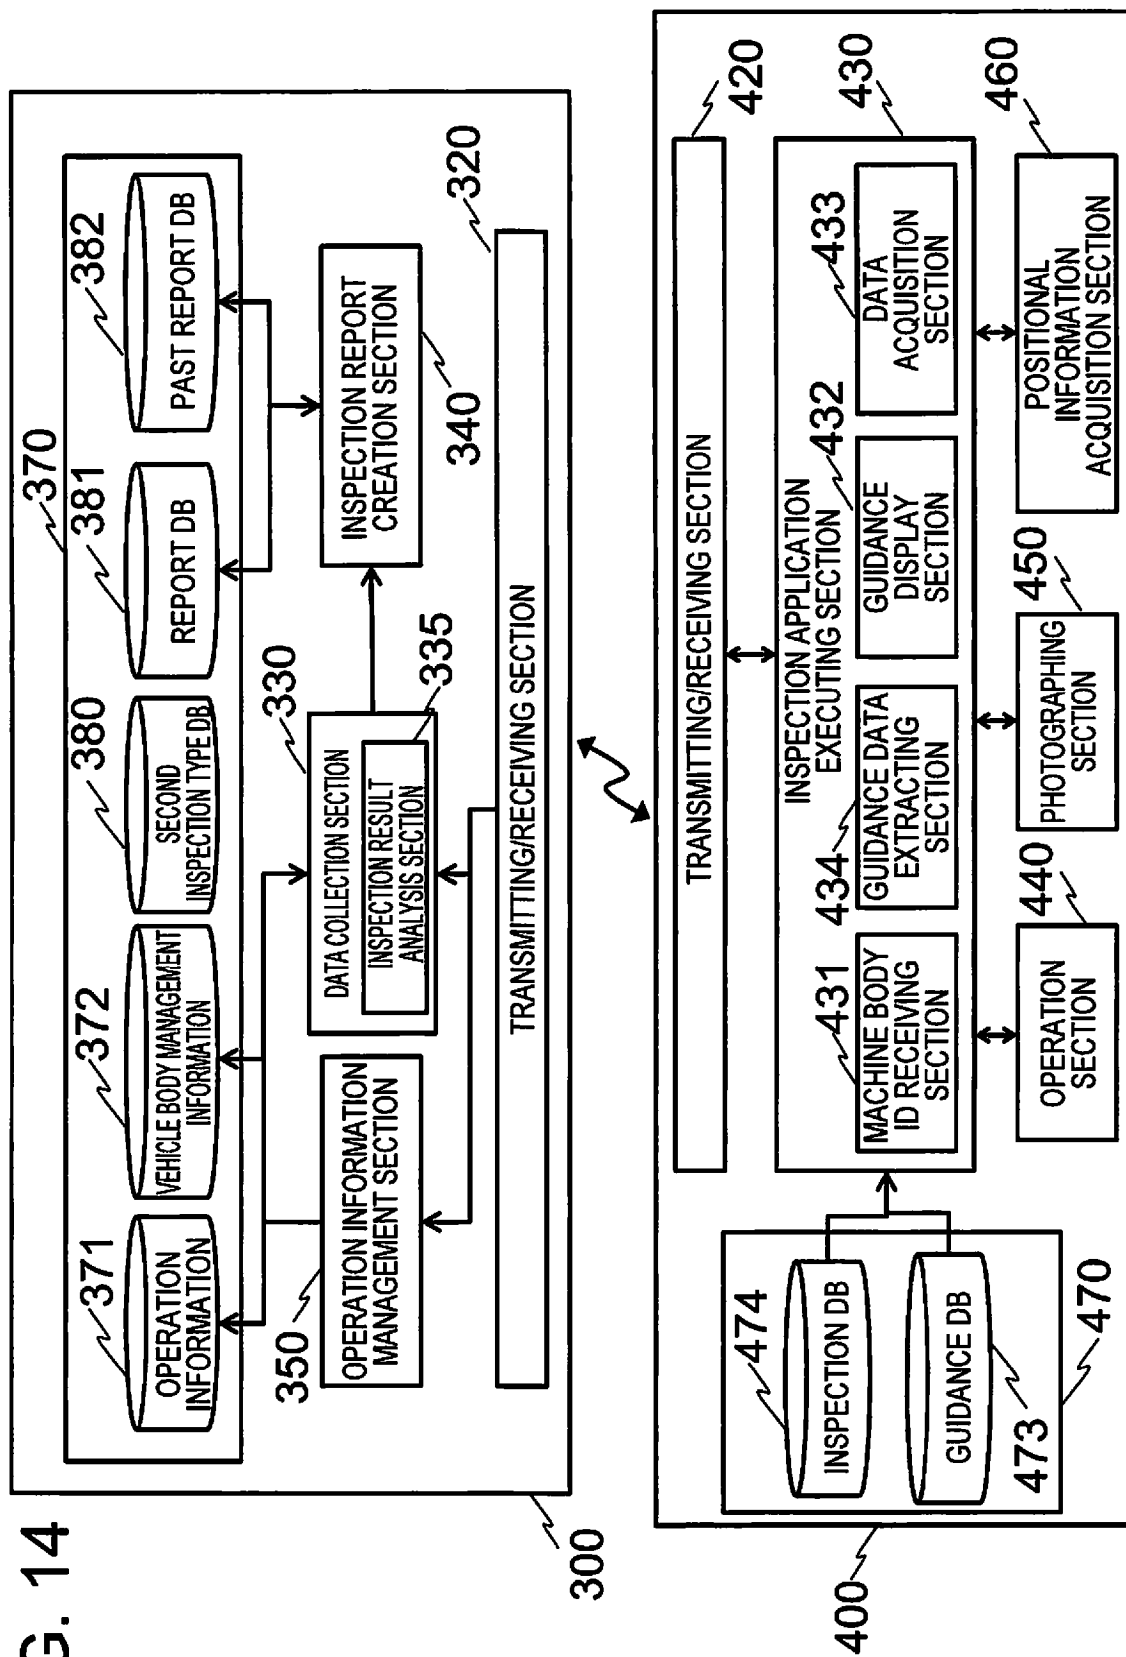 G. 14
300
370
371
OPERATION
INFORMATION
372
VEHICLE BODY MANAGEMENT
INFORMATION
380
SECOND
INSPECTION TYPE DB
381
REPORT DB
382
PAST REPORT DB
350
OPERATION INFORMATION
MANAGEMENT SECTION
330
DATA COLLECTION SECTION
335
INSPECTION RESULT
ANALYSIS SECTION
INSPECTION REPORT
CREATION SECTION
340
320
TRANSMITTING/RECEIVING SECTION
400
420
TRANSMITTING/RECEIVING SECTION
474
INSPECTION DB
GUIDANCE DB
473
470
430
INSPECTION APPLICATION
EXECUTING SECTION
431
MACHINE BODY
ID RECEIVING
SECTION
434
GUIDANCE DATA
EXTRACTING
SECTION
432
GUIDANCE
DISPLAY
SECTION
433
DATA
ACQUISITION
SECTION
440
OPERATION
SECTION
450
PHOTOGRAPHING
SECTION
460
POSITIONAL
INFORMATION
ACQUISITION SECTION